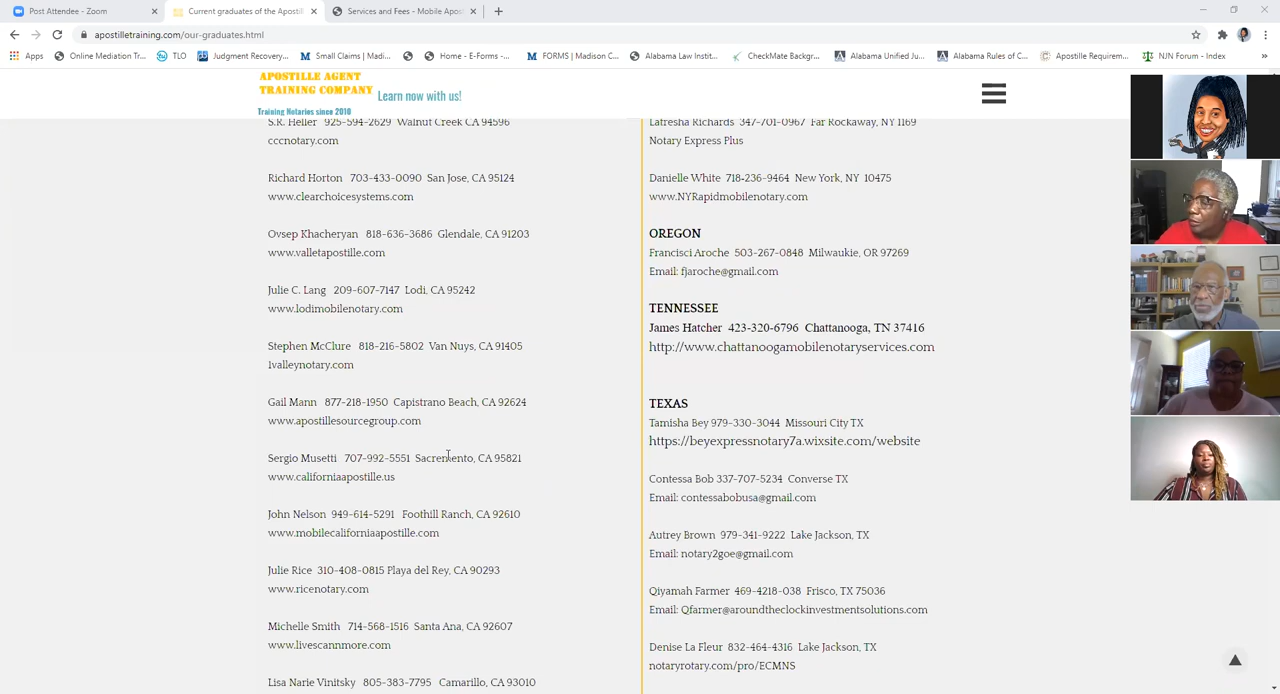 Post Attendee - Zoom
Current graduates of the Apostill
Services and Fees - Mobile Apos
apostilletraining.com/our-graduates.html
Apps
Online Mediation Tr...
TLO
Judgment Recovery...
Small Claims | Madi...
Home - E-Forms -...
FORMS | Madison C...
Alabama Law Instit...
CheckMate Backgr...
Alabama Unified Ju...
Alabama Rules of C...
Apostille Requirem...
NJN Forum - Index
»
APOSTILLE AGENT
TRAINING COMPANY
Learn now with us!
Training Notaries since 2010
S.R. Heller 925-594-2629 Walnut Creek CA 94596
cccnotary.com
Richard Horton 703-433-0090 San Jose, CA 95124
www.clearchoicesystems.com
Ovsep Khacheryan 818-636-3686 Glendale, CA 91203
www.valletapostille.com
Julie C. Lang 209-607-7147 Lodi, CA 95242
www.lodimobilenotary.com
Stephen McClure 818-216-5802 Van Nuys, CA 91405
1valleynotary.com
Gail Mann 877-218-1950 Capistrano Beach, CA 92624
www.apostillesourcegroup.com
Sergio Musetti 707-992-5551 Sacremento, CA 95821
www.californiaapostille.us
John Nelson 949-614-5291 Foothill Ranch, CA 92610
www.mobilecaliforniaapostille.com
Julie Rice 310-408-0815 Playa del Rey, CA 90293
www.ricenotary.com
Michelle Smith 714-568-1516 Santa Ana, CA 92607
www.livescannmore.com
Lisa Narie Vinitsky 805-383-7795 Camarillo, CA 93010
Latresha Richards 347-701-0967 Far Rockaway, NY 1169
Notary Express Plus
Danielle White 718-236-9464 New York, NY 10475
www.NYRapidmobilenotary.com
OREGON
Francisci Aroche 503-267-0848 Milwaukie, OR 97269
Email: fjaroche@gmail.com
TENNESSEE
James Hatcher 423-320-6796 Chattanooga, TN 37416
http://www.chattanoogamobilenotaryservices.com
TEXAS
Tamisha Bey 979-330-3044 Missouri City TX
https://beyexpressnotary7a.wixsite.com/website
Contessa Bob 337-707-5234 Converse TX
Email: contessabobusa@gmail.com
Autrey Brown 979-341-9222 Lake Jackson, TX
Email: notary2goe@gmail.com
Qiyamah Farmer 469-4218-038 Frisco, TX 75036
Email: Qfarmer@aroundtheclockinvestmentsolutions.com
Denise La Fleur 832-464-4316 Lake Jackson, TX
notaryrotary.com/pro/ECMNS